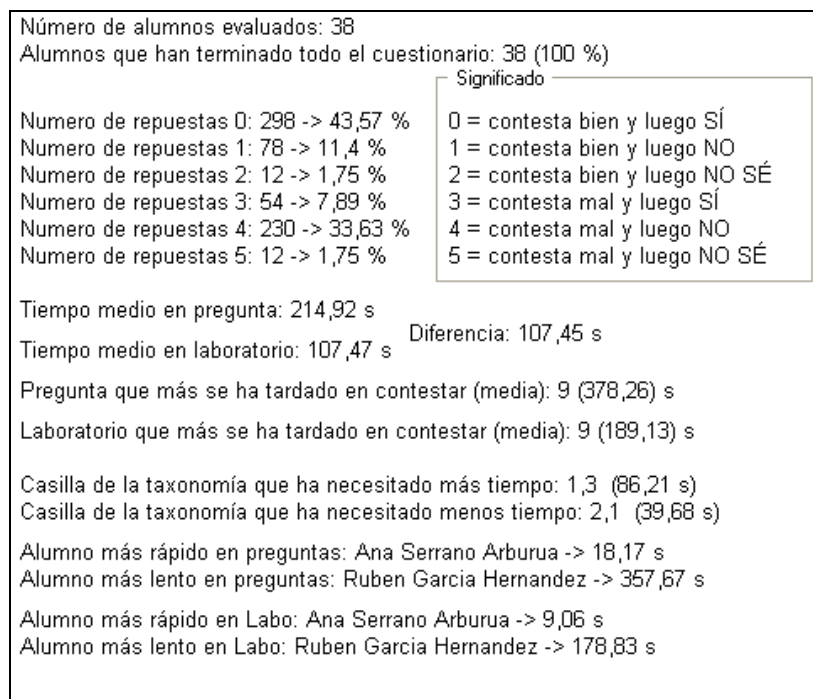 Número de alumnos evaluados: 38
Alumnos que han terminado todo el cuestionario: 38 (100 %)
Significado
Numero de repuestas 0: 298 -> 43,57 %
Numero de repuestas 1: 78 -> 11,4 %
Numero de repuestas 2: 12 -> 1,75 %
Numero de repuestas 3: 54 -> 7,89 %
Numero de repuestas 4: 230 -> 33,63 %
Numero de repuestas 5: 12 -> 1,75 %
0 = contesta bien y luego SÍ
1 = contesta bien y luego NO
2 = contesta bien y luego NO SÉ
3 = contesta mal y luego SÍ
4 = contesta mal y luego NO
5 = contesta mal y luego NO SÉ
Tiempo medio en pregunta: 214,92 s
Tiempo medio en laboratorio: 107,47 s
Diferencia: 107,45 s
Pregunta que más se ha tardado en contestar (media): 9 (378,26) s
Laboratorio que más se ha tardado en contestar (media): 9 (189,13) s
Casilla de la taxonomía que ha necesitado más tiempo: 1,3 (86,21 s)
Casilla de la taxonomía que ha necesitado menos tiempo: 2,1 (39,68 s)
Alumno más rápido en preguntas: Ana Serrano Arburua -> 18,17 s
Alumno más lento en preguntas: Ruben Garcia Hernandez -> 357,67 s
Alumno más rápido en Labo: Ana Serrano Arburua -> 9,06 s
Alumno más lento en Labo: Ruben Garcia Hernandez -> 178,83 s